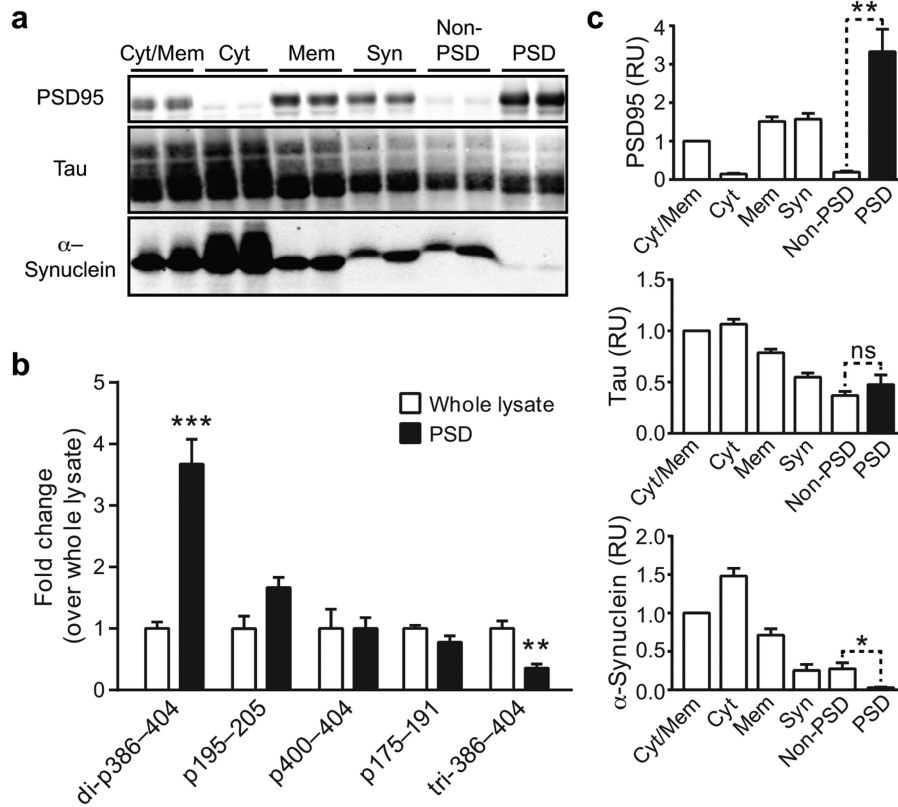 a
Cyt/Mem Cyt Mem Syn Non-PSD PSD
PSD95
Tau
α–
Synuclein
b
Fold change
(over whole lysate)
5
4
3
2
1
0
***
**
Whole lysate
PSD
di-p386–404 p195–205 p400–404 p175–191 tri-386–404
c
PSD95 (RU)
4
3
2
1
0
**
Cyt/Mem Cyt Mem Syn Non-PSD PSD
Tau (RU)
1.5
1.0
0.5
0.0
ns
Cyt/Mem Cyt Mem Syn Non-PSD PSD
α-Synuclein (RU)
2.0
1.5
1.0
0.5
0.0
*
Cyt/Mem Cyt Mem Syn Non-PSD PSD